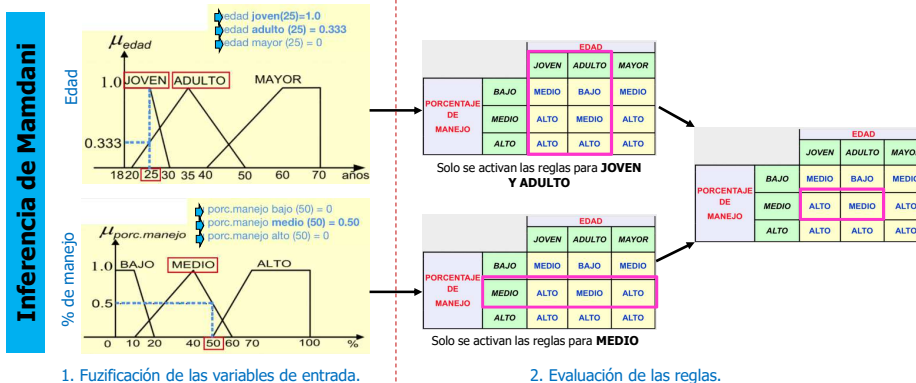 Inferencia de Mamdani
Edad
μedad
edad joven(25)=1.0
edad adulto (25) = 0.333
edad mayor (25) = 0
1.0 JOVEN ADULTO MAYOR
0.333
18 20 25 30 35 40 50 60 70 anos
% de manejo
μporc.manejo
porc.manejo bajo (50) = 0
porc.manejo medio (50) = 0.50
porc.manejo alto (50) = 0
1.0 BAJO MEDIO ALTO
0.5
0 10 20 40 50 60 70 100 %
1. Fuzificación de las variables de entrada.
EDAD
JOVEN ADULTO MAYOR
PORCENTAJE DE MANEJO
BAJO MEDIO BAJO MEDIO
MEDIO ALTO MEDIO ALTO
ALTO ALTO ALTO ALTO
Solo se activan las reglas para JOVEN
Y ADULTO
EDAD
JOVEN ADULTO MAYOR
PORCENTAJE DE MANEJO
BAJO MEDIO BAJO MEDIO
MEDIO ALTO MEDIO ALTO
ALTO ALTO ALTO ALTO
Solo se activan las reglas para MEDIO
EDAD
JOVEN ADULTO MAYO
PORCENTAJE DE MANEJO
BAJO MEDIO BAJO MEDIO
MEDIO ALTO MEDIO ALTO
ALTO ALTO ALTO ALTO
2. Evaluación de las reglas.